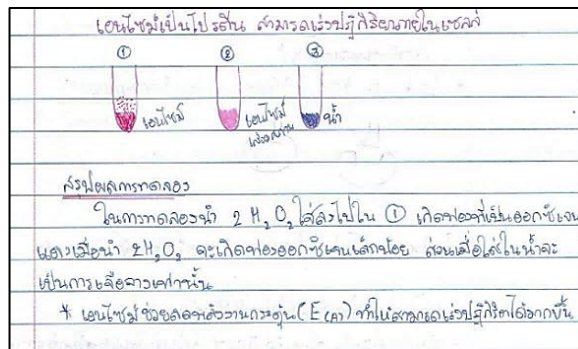 เอนไซม์เป็นโปรตีน สามารถเร่งปฏิกิริยาภายในเซลล์
① ② ③
เอนไซม์ เอนไซม์ น้ำ
สรุปผลการทดลอง
ในการทดลองนำ 2 H₂O₂ ใส่ลงไปใน ① เกิดฟองที่เป็นออกซิเจน
และเมื่อนำ 2H₂O₂ จะเกิดฟองออกซิเจนเล็กน้อย ส่วนเมื่อใส่ในน้ำจะ
เป็นการเจือจางเท่านั้น
* เอนไซม์ช่วยลดพลังงานกระตุ้น (E(A)) ทำให้สามารถเร่งปฏิกิริยาได้มากขึ้น